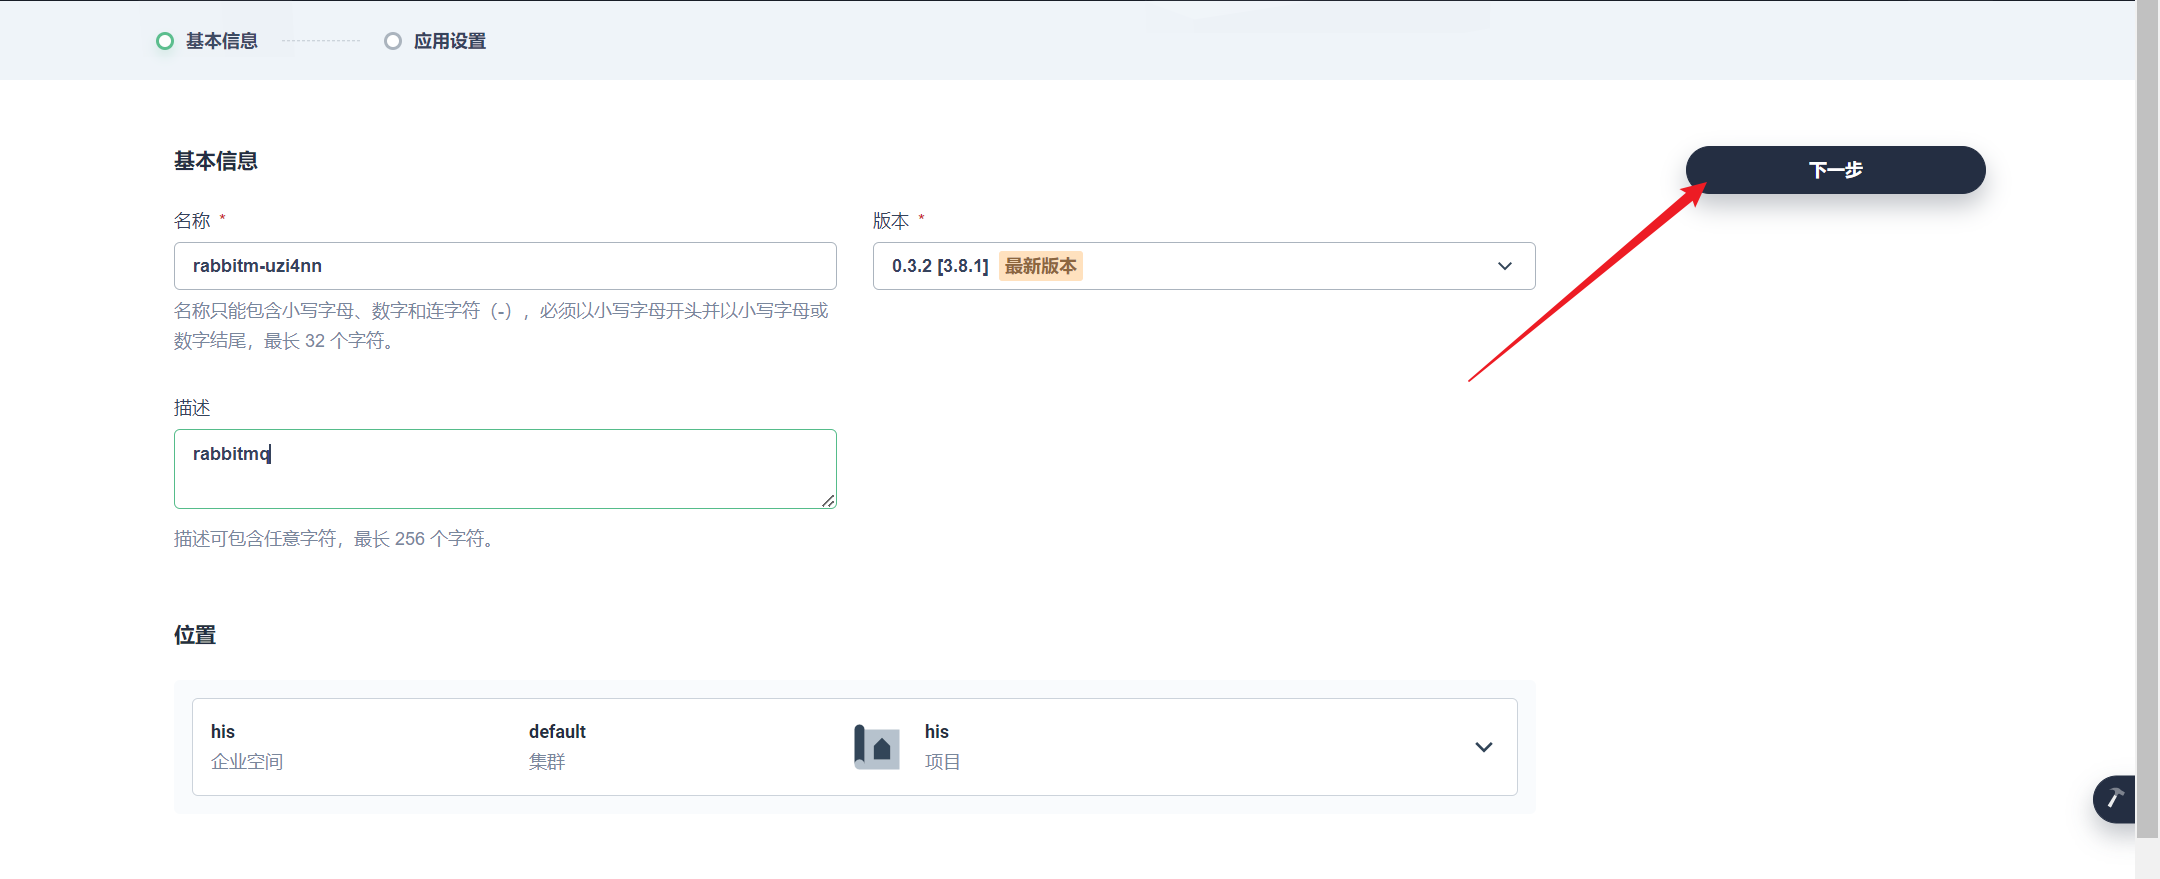 基本信息
应用设置
基本信息
下一步
名称 *
版本 *
rabbitm-uzi4nn
0.3.2 [3.8.1] 最新版本
名称只能包含小写字母、数字和连字符（-），必须以小写字母开头并以小写字母或
数字结尾，最长 32 个字符。
描述
rabbitmq
描述可包含任意字符，最长 256 个字符。
位置
his
default
his
企业空间
集群
项目